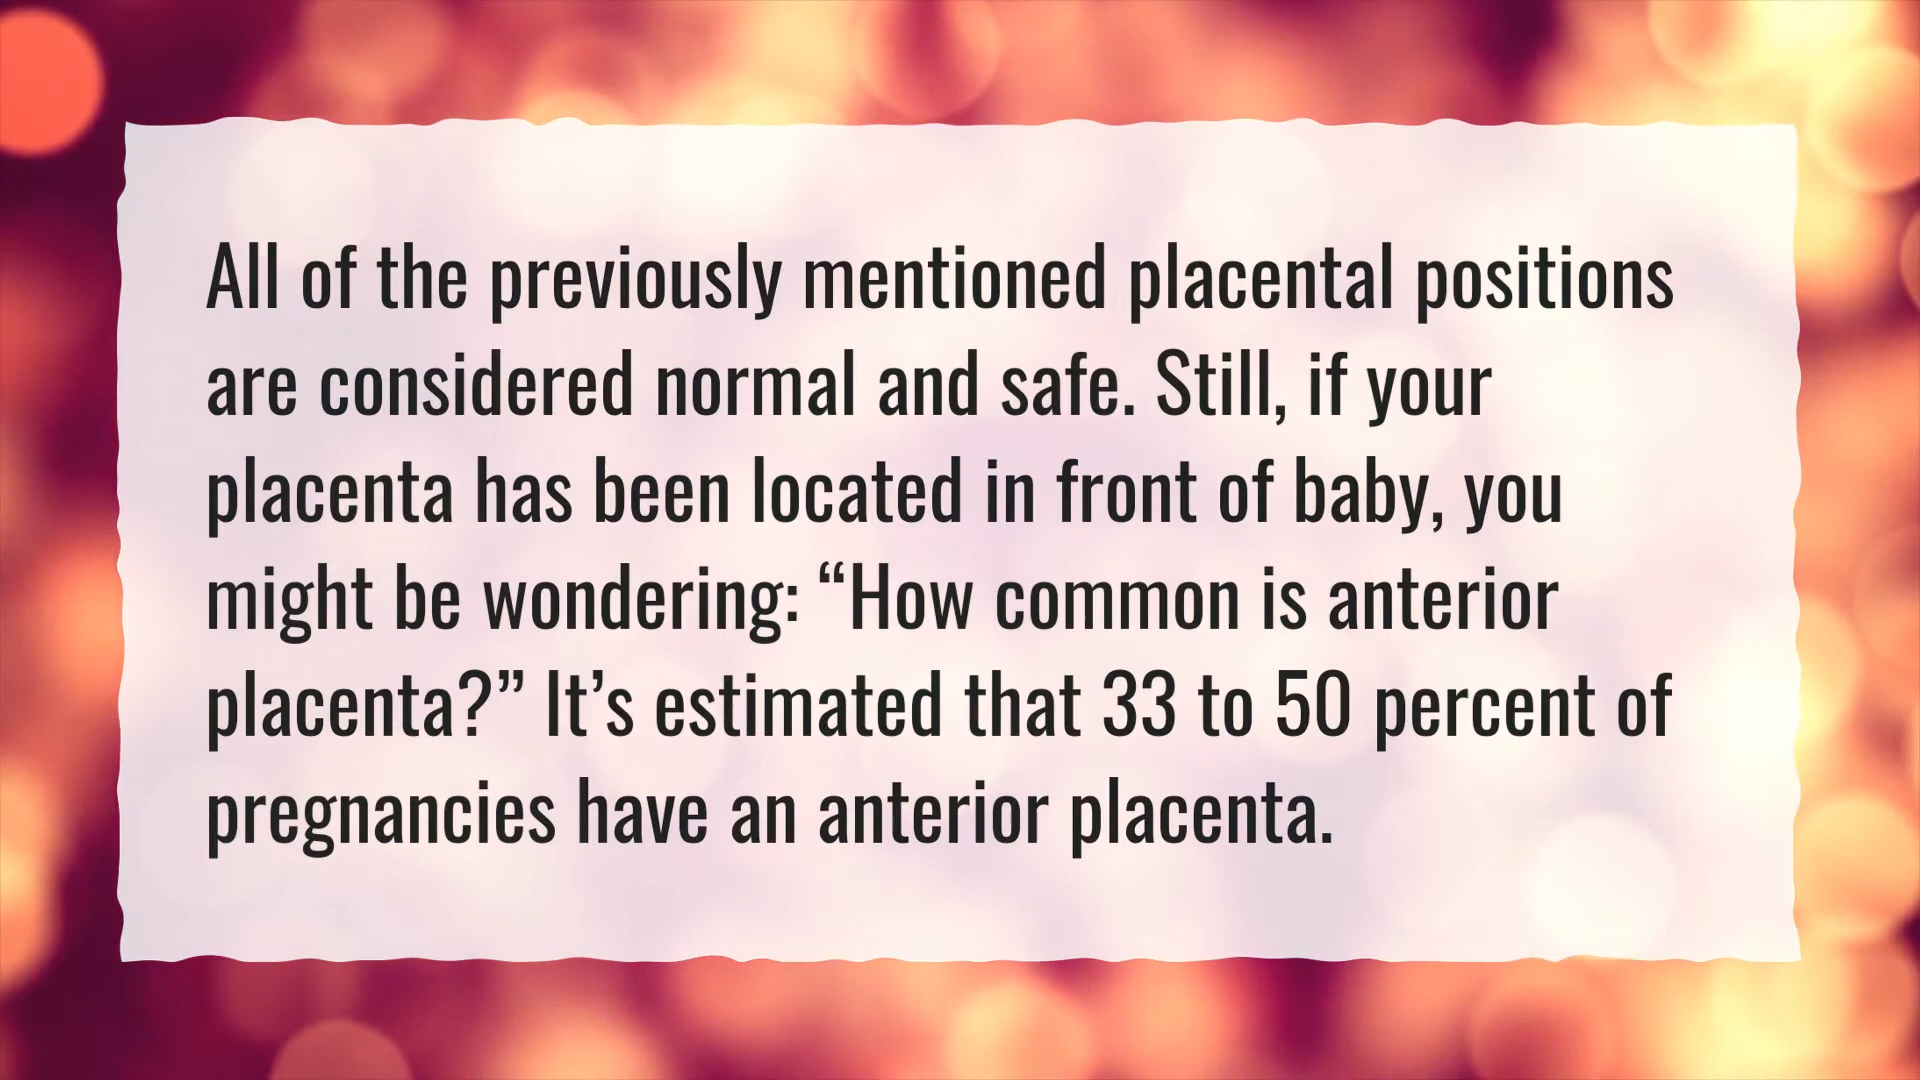 All of the previously mentioned placental positions
are considered normal and safe. Still, if your
placenta has been located in front of baby, you
might be wondering: “How common is anterior
placenta?” It’s estimated that 33 to 50 percent of
pregnancies have an anterior placenta.